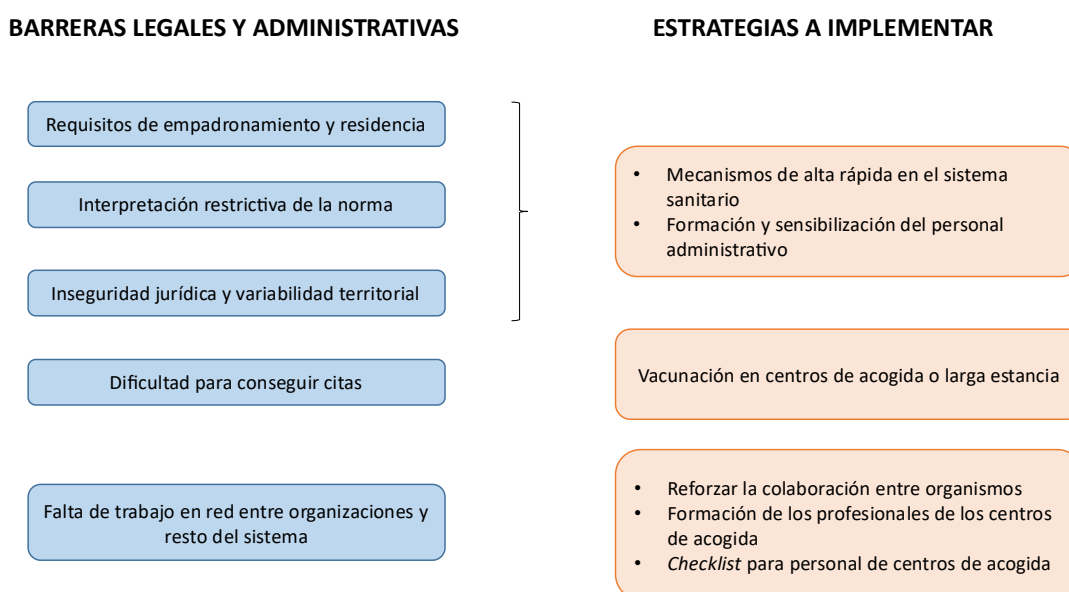 BARRERAS LEGALES Y ADMINISTRATIVAS
ESTRATEGIAS A IMPLEMENTAR
Requisitos de empadronamiento y residencia
Interpretación restrictiva de la norma
Inseguridad jurídica y variabilidad territorial
Dificultad para conseguir citas
Falta de trabajo en red entre organizaciones y
resto del sistema
• Mecanismos de alta rápida en el sistema
sanitario
• Formación y sensibilización del personal
administrativo
Vacunación en centros de acogida o larga estancia
• Reforzar la colaboración entre organismos
• Formación de los profesionales de los centros
de acogida
• Checklist para personal de centros de acogida